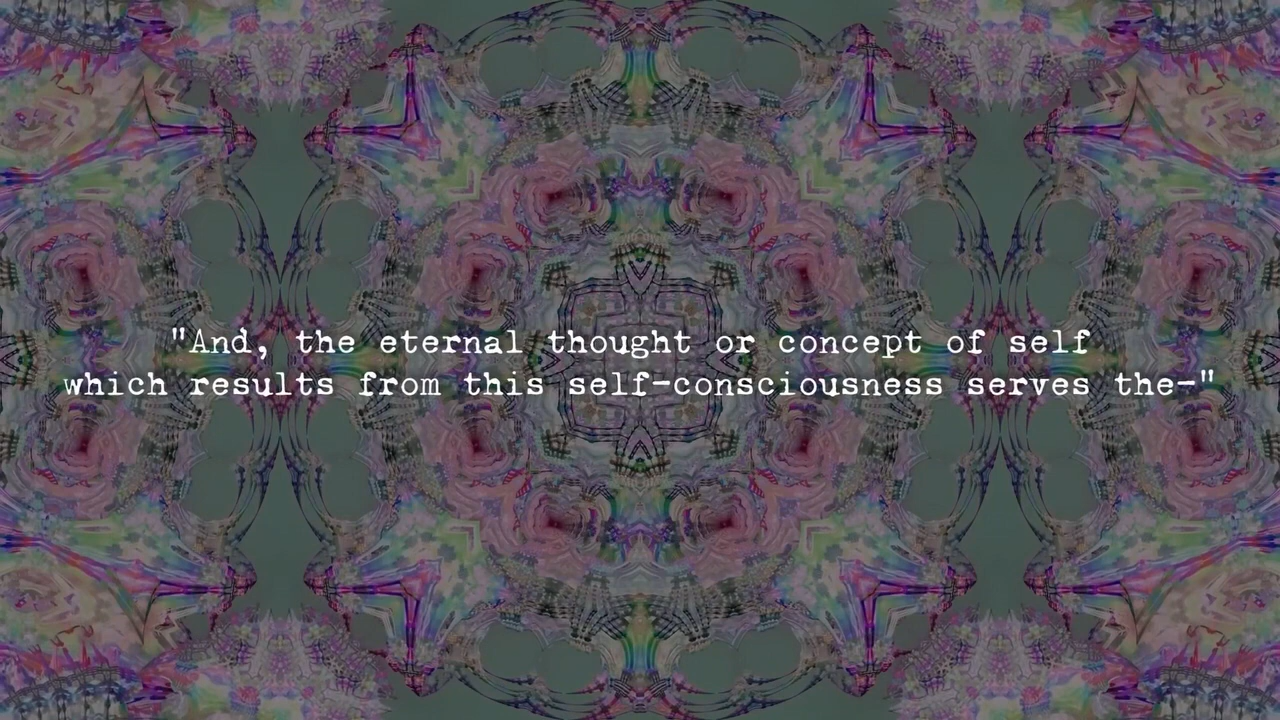 "And, the eternal thought or concept of self
which results from this self-consciousness serves the-"